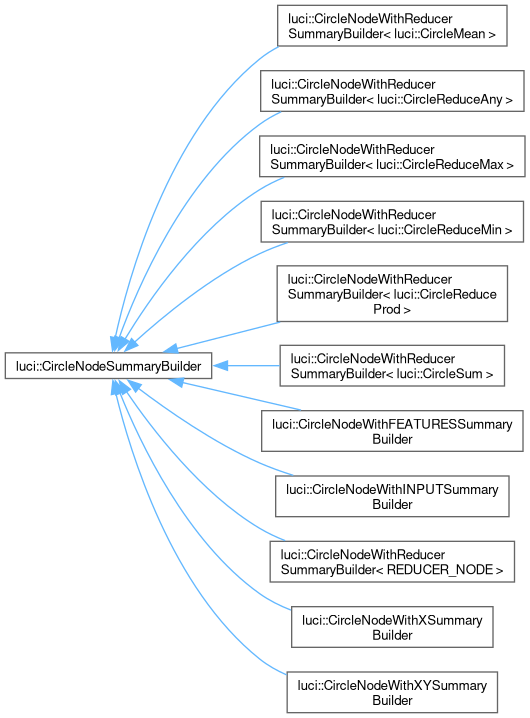 luci::CircleNodeWithReducer
SummaryBuilder< luci::CircleMean >
luci::CircleNodeWithReducer
SummaryBuilder< luci::CircleReduceAny >
luci::CircleNodeWithReducer
SummaryBuilder< luci::CircleReduceMax >
luci::CircleNodeWithReducer
SummaryBuilder< luci::CircleReduceMin >
luci::CircleNodeWithReducer
SummaryBuilder< luci::CircleReduce
Prod >
luci::CircleNodeSummaryBuilder
luci::CircleNodeWithReducer
SummaryBuilder< luci::CircleSum >
luci::CircleNodeWithFEATURESSummary
Builder
luci::CircleNodeWithINPUTSummary
Builder
luci::CircleNodeWithReducer
SummaryBuilder< REDUCER_NODE >
luci::CircleNodeWithXSummary
Builder
luci::CircleNodeWithXYSummary
Builder